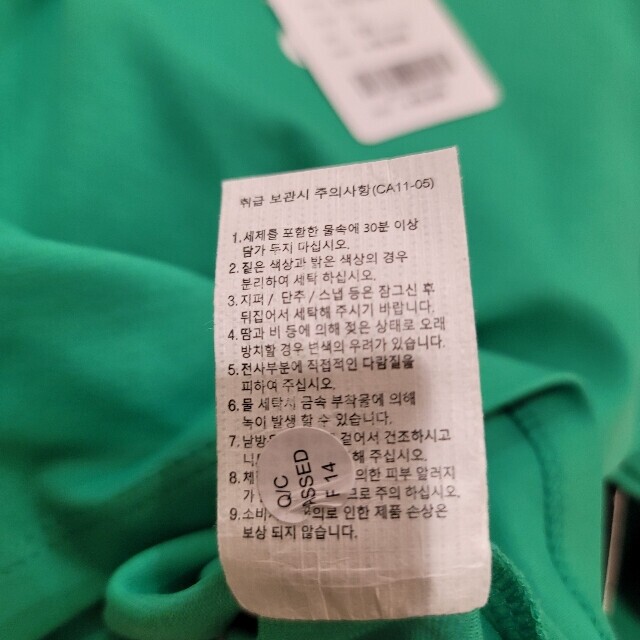 취급 보관시 주의사항(CA11-05)
1.세제를 포함한 물속에 30분 이상
담가 두지 마십시오.
2.짙은 색상과 밝은 색상의 경우
분리하여 세탁 하십시오.
3.지퍼/ 단추/스냅 등은 잠그신 후
뒤집어서 세탁해 주시기 바랍니다.
4.땀과 비 등에 의해 젖은 상태로 오래
방치할 경우 변색의 우려가 있습니다.
5.전사부분에 직접적인 다람질을
피하여 주십시오.
6.물 세탁시 금속 부착물에 의해
녹이 발생 할 수 있습니다.
7. 걸어서 건조하시고
해 주십시오.
8. 의한 피부 알러지
주의 하십시오.
9. 인한 제품 손상은
보상 되지 않습니다.
Q/C
14